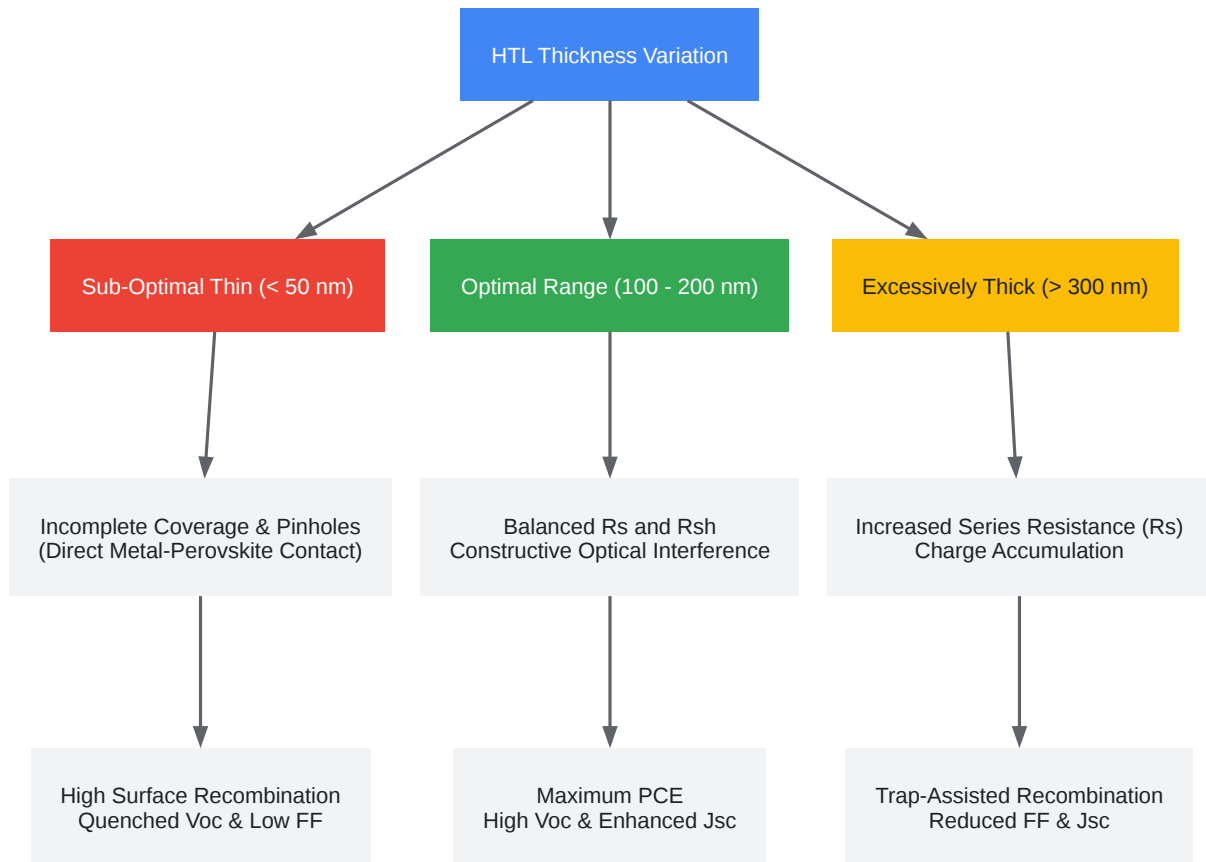 HTL Thickness Variation
Sub-Optimal Thin (< 50 nm)
Optimal Range (100 - 200 nm)
Excessively Thick (> 300 nm)
Incomplete Coverage & Pinholes
(Direct Metal-Perovskite Contact)
Balanced Rs and Rsh
Constructive Optical Interference
Increased Series Resistance (Rs)
Charge Accumulation
High Surface Recombination
Quenched Voc & Low FF
Maximum PCE
High Voc & Enhanced Jsc
Trap-Assisted Recombination
Reduced FF & Jsc